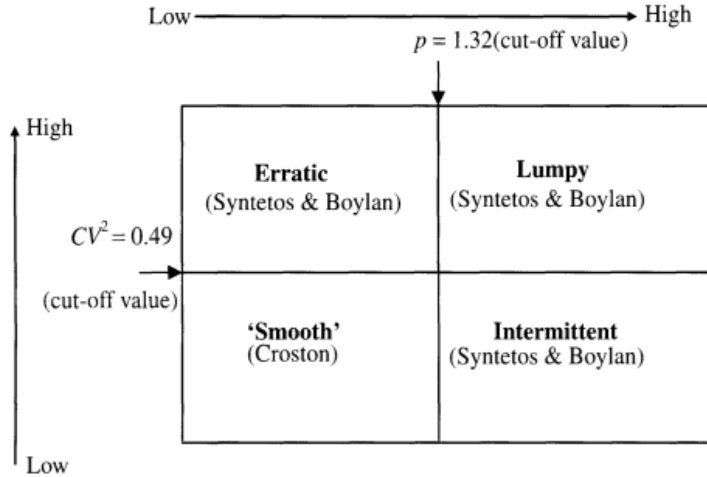 Low High
p = 1.32(cut-off value)
High
Erratic
(Syntetos & Boylan)
Lumpy
(Syntetos & Boylan)
CV² = 0.49
(cut-off value)
'Smooth'
(Croston)
Intermittent
(Syntetos & Boylan)
Low